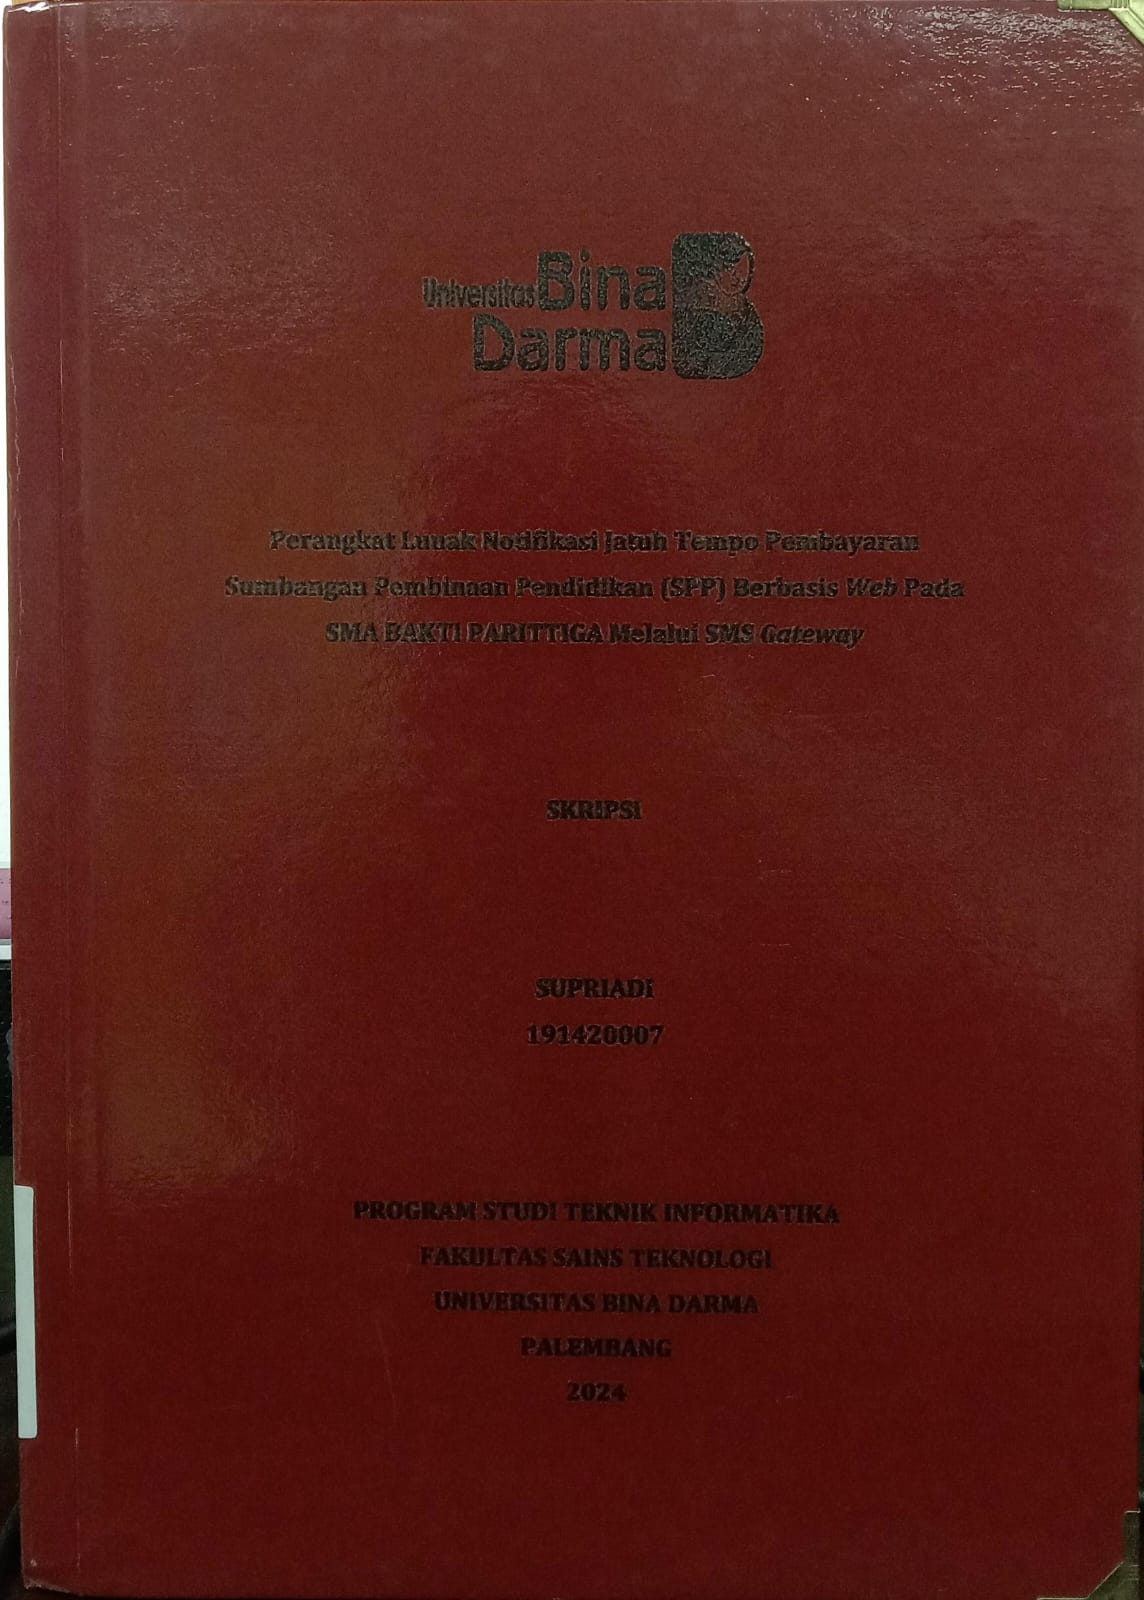 Universitas Bina
Darma
Perangkat Lunak Notifikasi Jatuh Tempo Pembayaran
Sumbangan Pembinaan Pendidikan (SPP) Berbasis Web Pada
SMA BAKTI PARITTIGA Melalui SMS Gateway
SKRIPSI
SUPRIADI
191420007
PROGRAM STUDI TEKNIK INFORMATIKA
FAKULTAS SAINS TEKNOLOGI
UNIVERSITAS BINA DARMA
PALEMBANG
2024